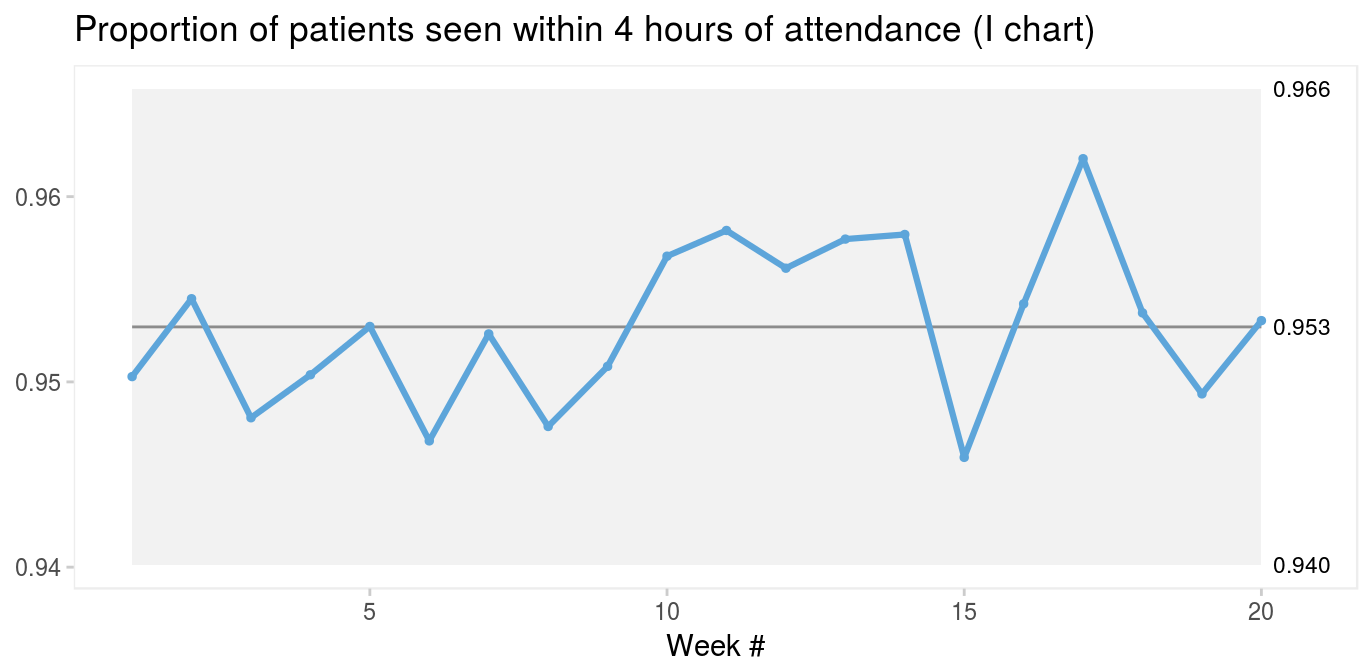 Proportion of patients seen within 4 hours of attendance (I chart)
0.966
0.96
0.953
0.95
0.940
0.94
5 10 15 20
Week #